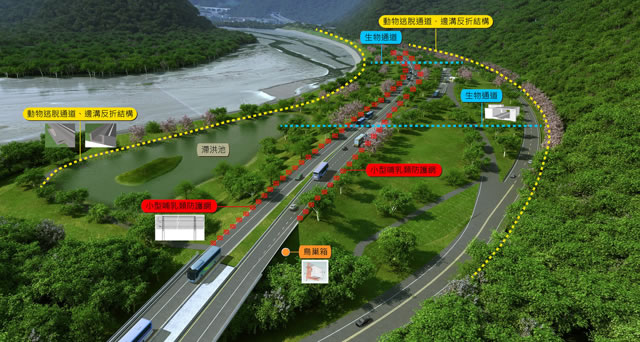 動物逃脫通道、邊溝反折結構
生物通道
生物通道
動物逃脫通道、邊溝反折結構
滯洪池
小型哺乳類防護網
小型哺乳類防護網
鳥巢箱